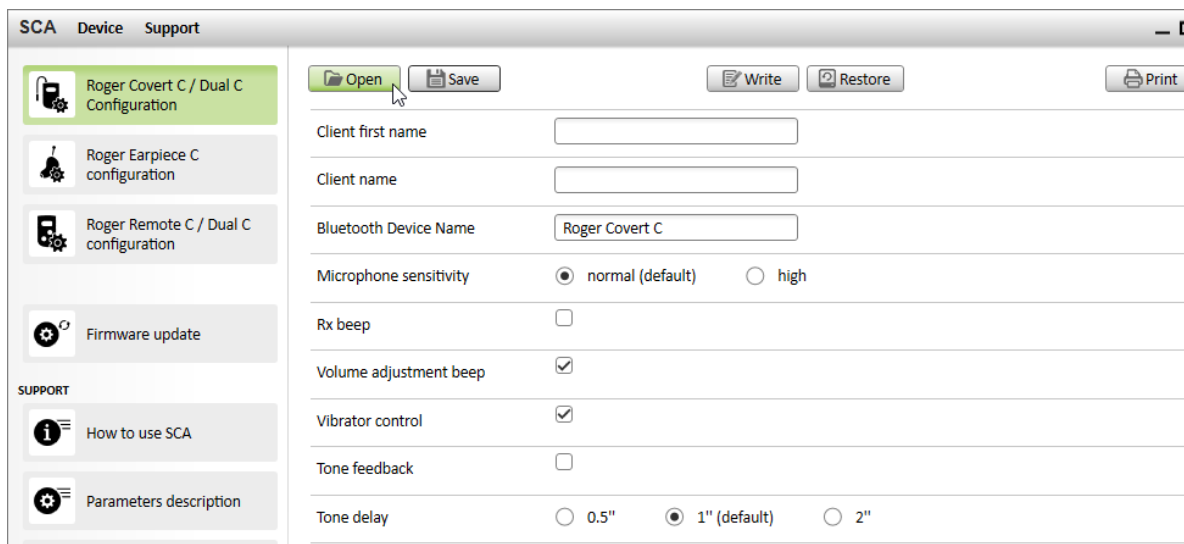 SCA Device Support
Roger Covert C / Dual C
Configuration
Roger Earpiece C
configuration
Roger Remote C / Dual C
configuration
Firmware update
SUPPORT
How to use SCA
Parameters description
Open Save Write Restore Print
Client first name
Client name
Bluetooth Device Name Roger Covert C
Microphone sensitivity normal (default) high
Rx beep
Volume adjustment beep
Vibrator control
Tone feedback
Tone delay 0.5" 1" (default) 2"